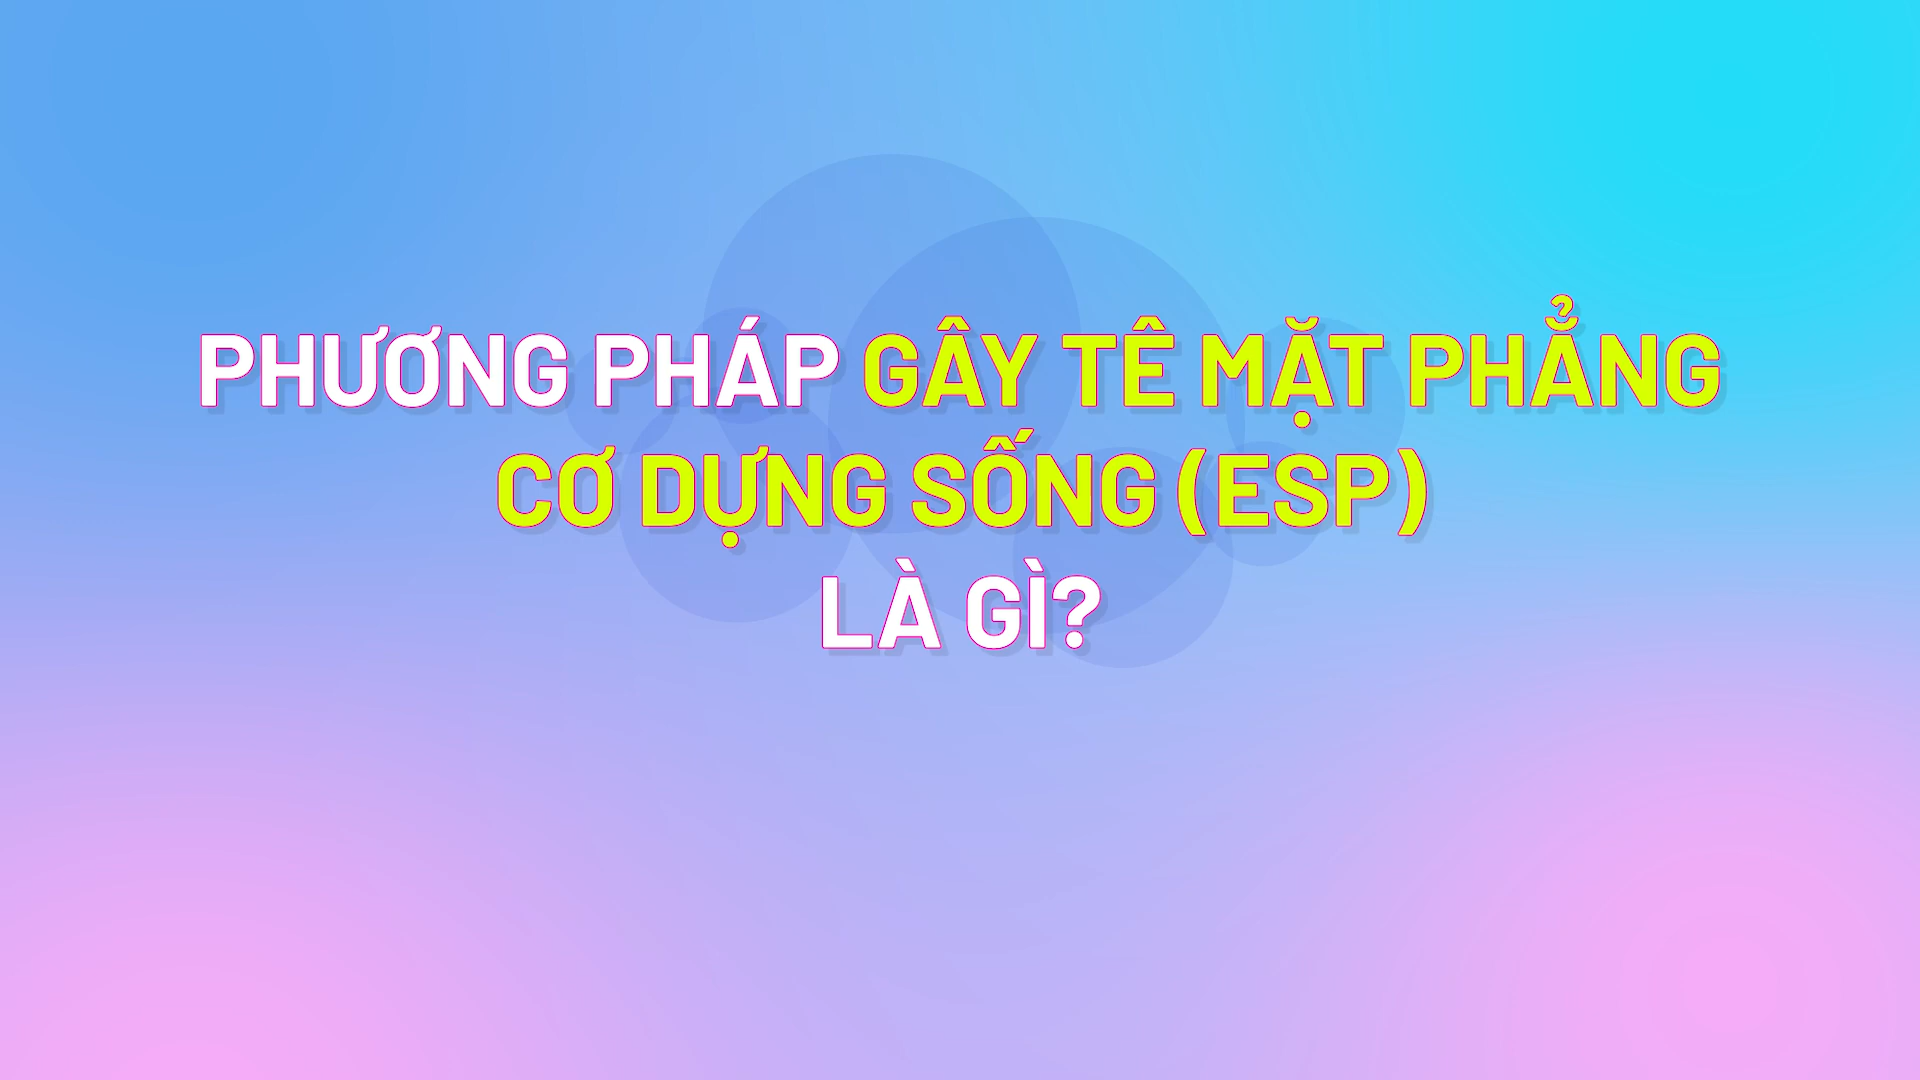 PHƯƠNG PHÁP GÂY TÊ MẶT PHẲNG
CƠ DỰNG SỐNG (ESP)
LÀ GÌ?